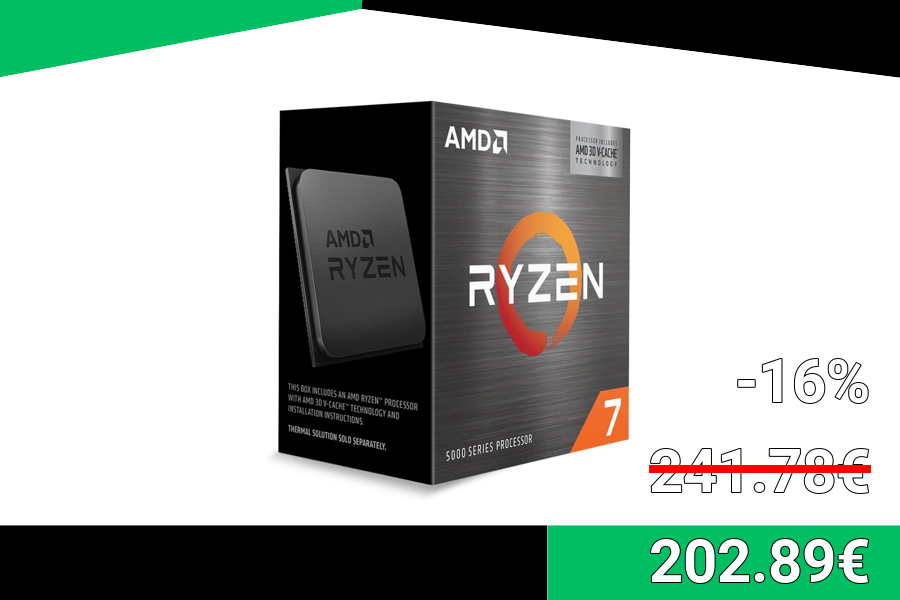 AMD
PROCESSOR INCLUDES
AMD 3D V-CACHE™
TECHNOLOGY
AMD
RYZEN
RYZEN
THIS BOX INCLUDES AN AMD RYZEN™ PROCESSOR
WITH AMD 3D V-CACHE™ TECHNOLOGY AND
INSTALLATION INSTRUCTIONS.
THERMAL SOLUTION SOLD SEPARATELY.
7
5000 SERIES PROCESSOR
-16%
241.78€
202.89€